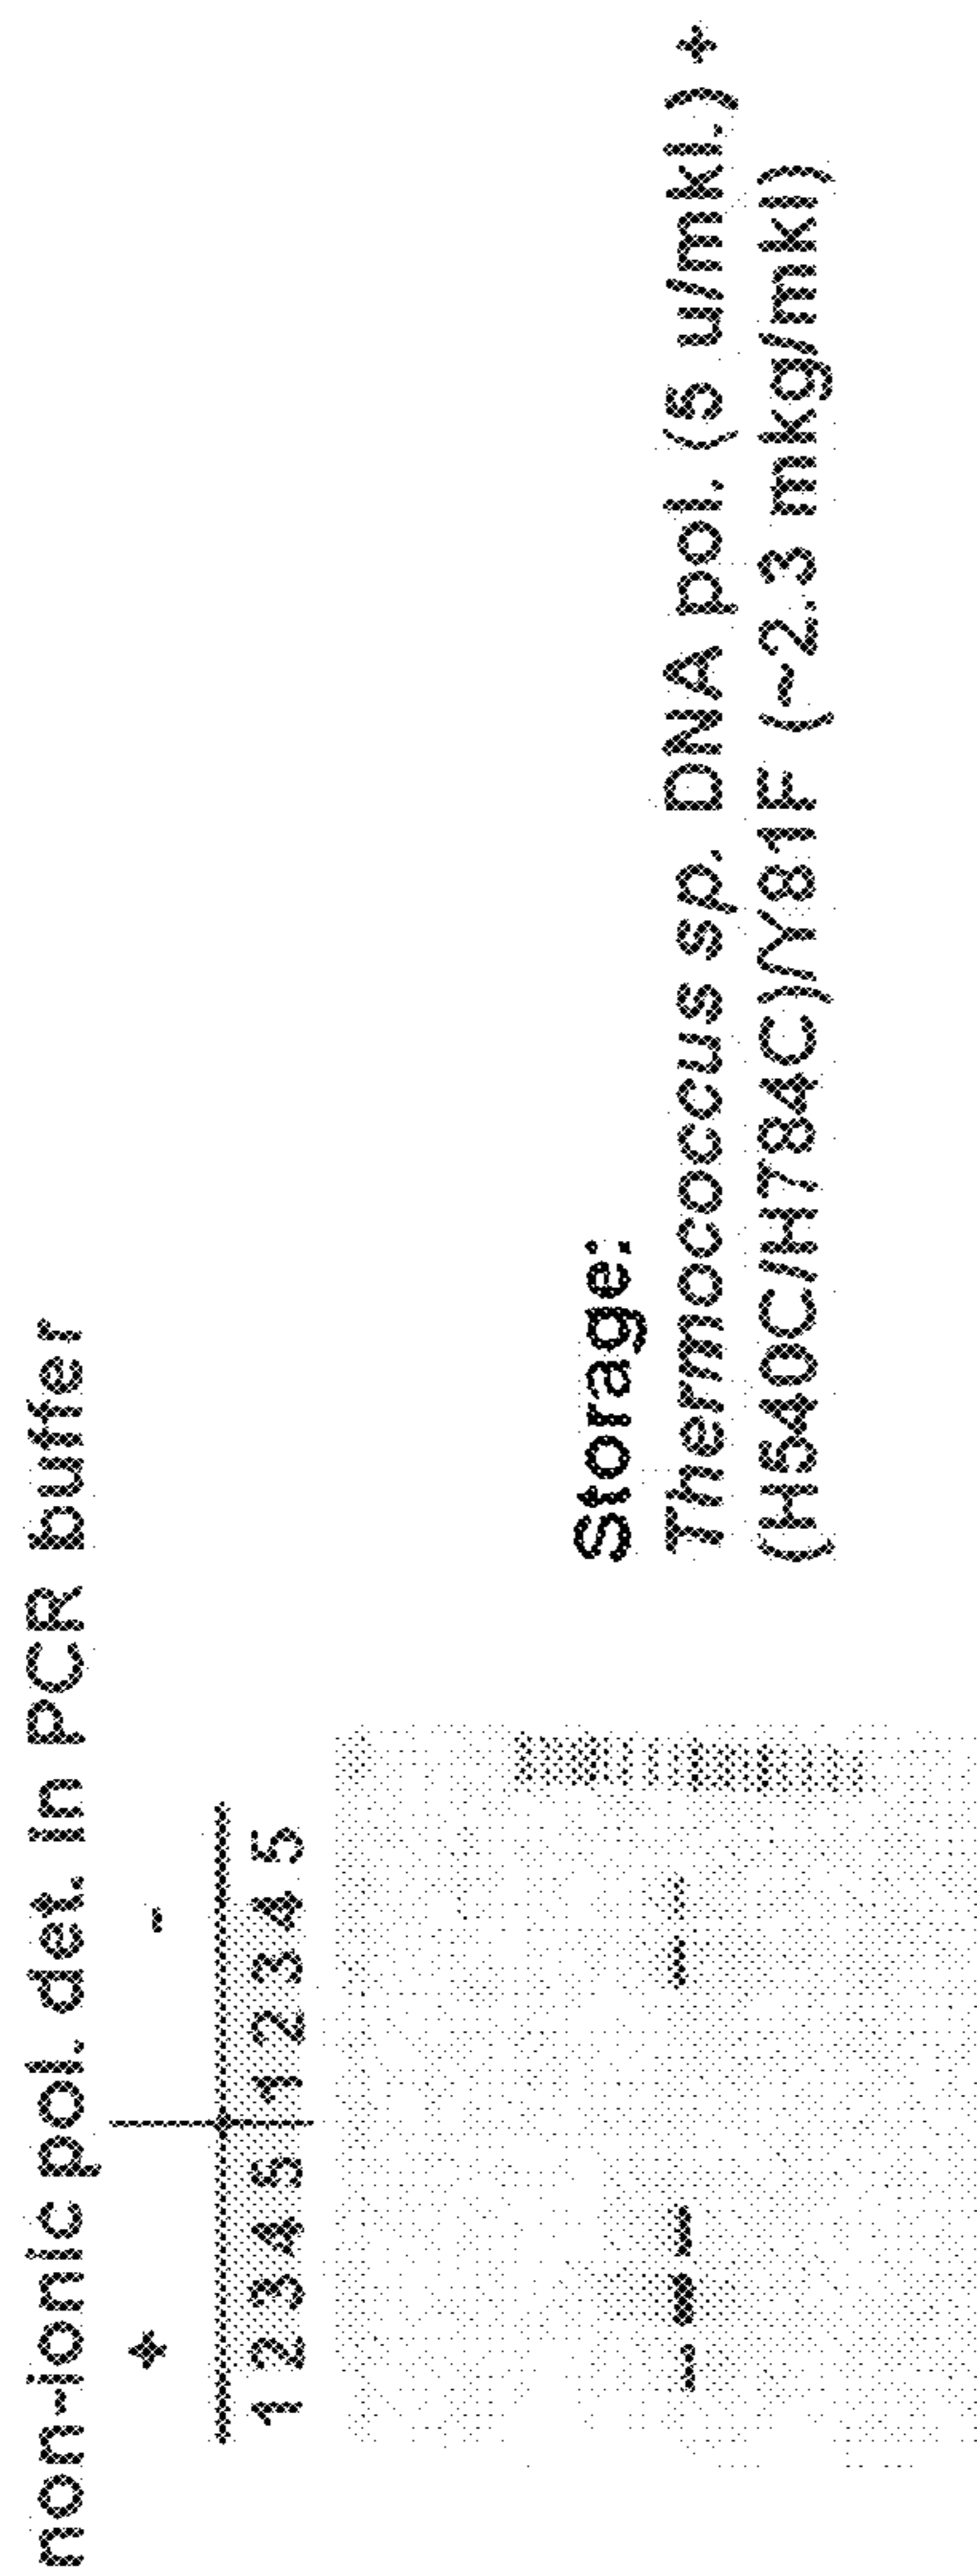 non-ionic pol. det. in PCR buffer
+ -
1 2 3 4 5 1 2 3 4 5
Storage:
Thermococcus sp. DNA pol. (5 u/mkl.) +
(H540C/H784C)/Y81F (~2.3 mkg/mkl)